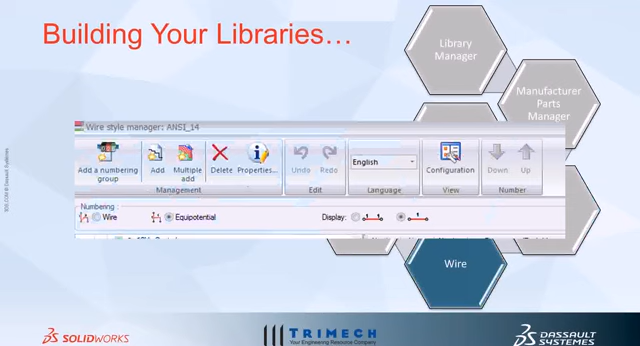 Building Your Libraries...
Library
Manager
Manufacturer
Parts
Manager
Wire style manager: ANSI_14
Add a numbering group
Add
Multiple add
Delete
Properties...
Undo
Redo
English
Configuration
Down
Up
Management
Edit
Language
View
Number
Numbering :
Wire
Equipotential
Display:
Wire
SOLIDWORKS
TRIMECH
Your Engineering Resource Company
DASSAULT
SYSTEMES